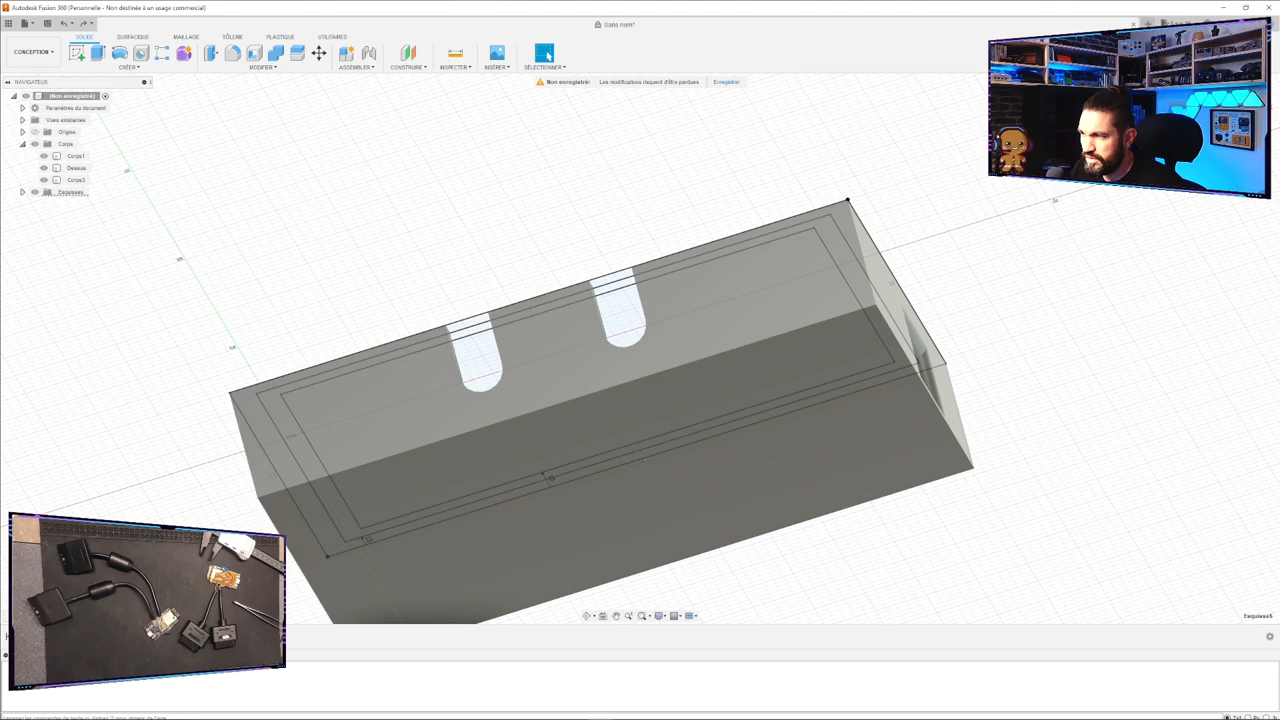 Autodesk Fusion 360 (Personnelle - Non destinée à un usage commercial)
Sans nom*
SOLIDE SURFACIQUE MAILLAGE TÔLERIE PLASTIQUE UTILITAIRES
CONCEPTION
CRÉER MODIFIER ASSEMBLER CONSTRUIRE INSPECTER INSÉRER SÉLECTIONNER
NAVIGATEUR
Non enregistré: Les modifications risquent d'être perdues Enregistrer
(Non enregistré)
Paramètres du document
Vues existantes
Origine
Corps
Corps1
Dessus
Corps3
Esquisses
Esquisse5
Txt